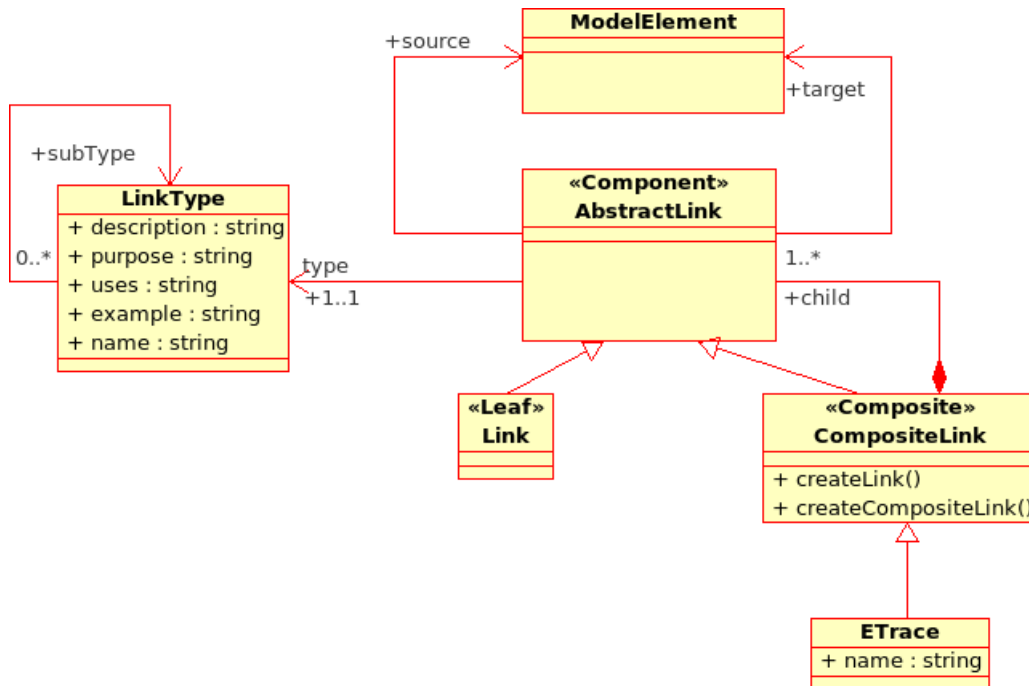 ModelElement
+source
+target
+subType
LinkType
+ description : string
+ purpose : string
+ uses : string
+ example : string
+ name : string
0..*
«Component»
AbstractLink
type
+1..1
1..*
+child
«Leaf»
Link
«Composite»
CompositeLink
+ createLink()
+ createCompositeLink()
ETrace
+ name : string